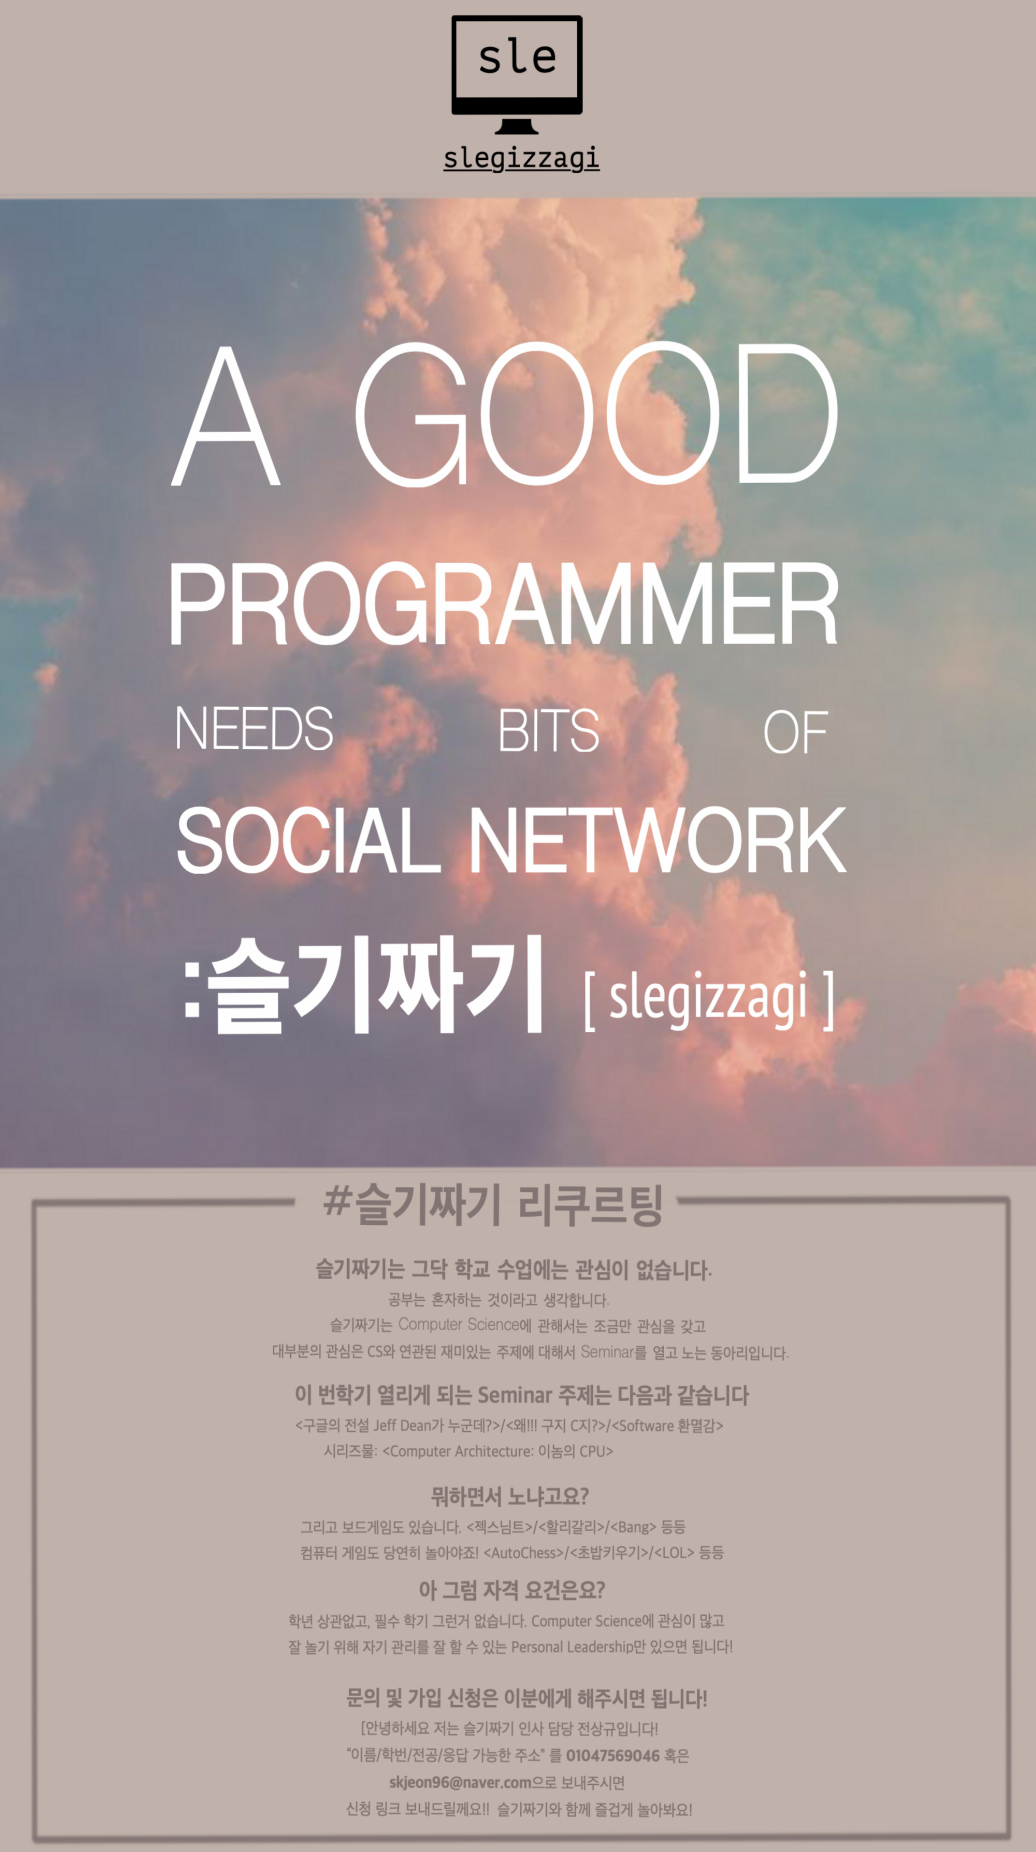 sle
slegizzagi
A GOOD
PROGRAMMER
NEEDS BITS OF
SOCIAL NETWORK
:슬기짜기 [ slegizzagi ]
#슬기짜기 리쿠르팅
슬기짜기는 그닥 학교 수업에는 관심이 없습니다.
공부는 혼자하는 것이라고 생각합니다.
슬기짜기는 Computer Science에 관해서는 조금만 관심을 갖고
대부분의 관심은 CS와 연관된 재미있는 주제에 대해서 Seminar를 열고 노는 동아리입니다.
이 번학기 열리게 되는 Seminar 주제는 다음과 같습니다
<구글의 전설 Jeff Dean가 누군데?>/<왜!!! 구지 C지?>/<Software 환멸감>
시리즈물: <Computer Architecture: 이놈의 CPU>
뭐하면서 노냐고요?
그리고 보드게임도 있습니다. <젝스님트>/<할리갈리>/<Bang> 등등
컴퓨터 게임도 당연히 놀아야죠! <AutoChess>/<초밥키우기>/<LOL> 등등
아 그럼 자격 요건은요?
학년 상관없고, 필수 학기 그런거 없습니다. Computer Science에 관심이 많고
잘 놀기 위해 자기 관리를 잘 할 수 있는 Personal Leadership만 있으면 됩니다!
문의 및 가입 신청은 이분에게 해주시면 됩니다!
[안녕하세요 저는 슬기짜기 인사 담당 전상규입니다!
"이름/학번/전공/응답 가능한 주소" 를 01047569046 혹은
skjeon96@naver.com으로 보내주시면
신청 링크 보내드릴께요!! 슬기짜기와 함께 즐겁게 놀아봐요!